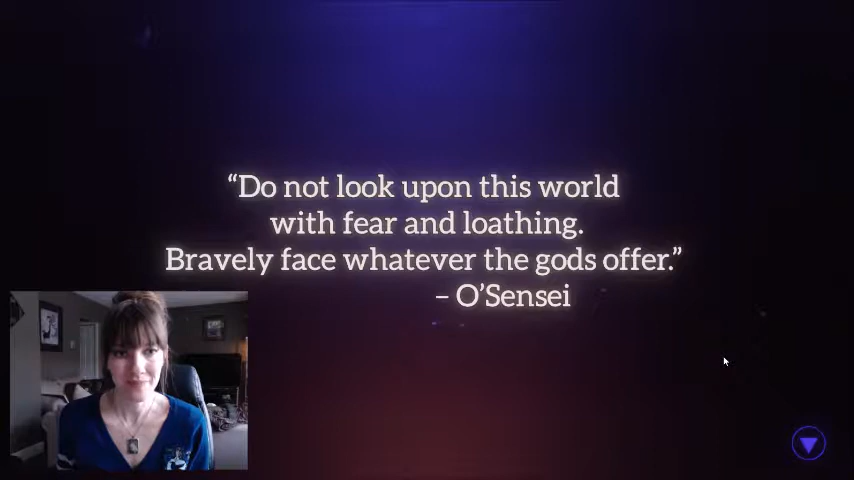 “Do not look upon this world
with fear and loathing.
Bravely face whatever the gods offer.”
– O’Sensei